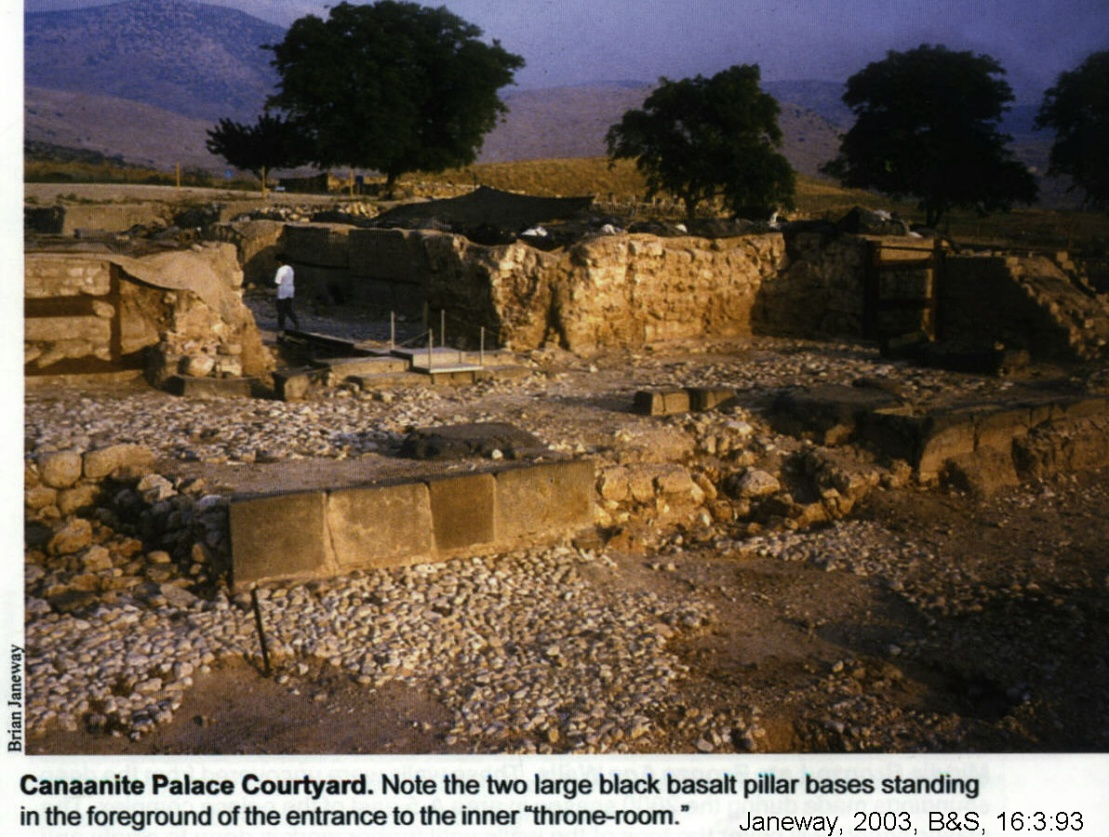 Brian Janeway
Canaanite Palace Courtyard. Note the two large black basalt pillar bases standing
in the foreground of the entrance to the inner “throne-room.”
Janeway, 2003, B&S, 16:3:93